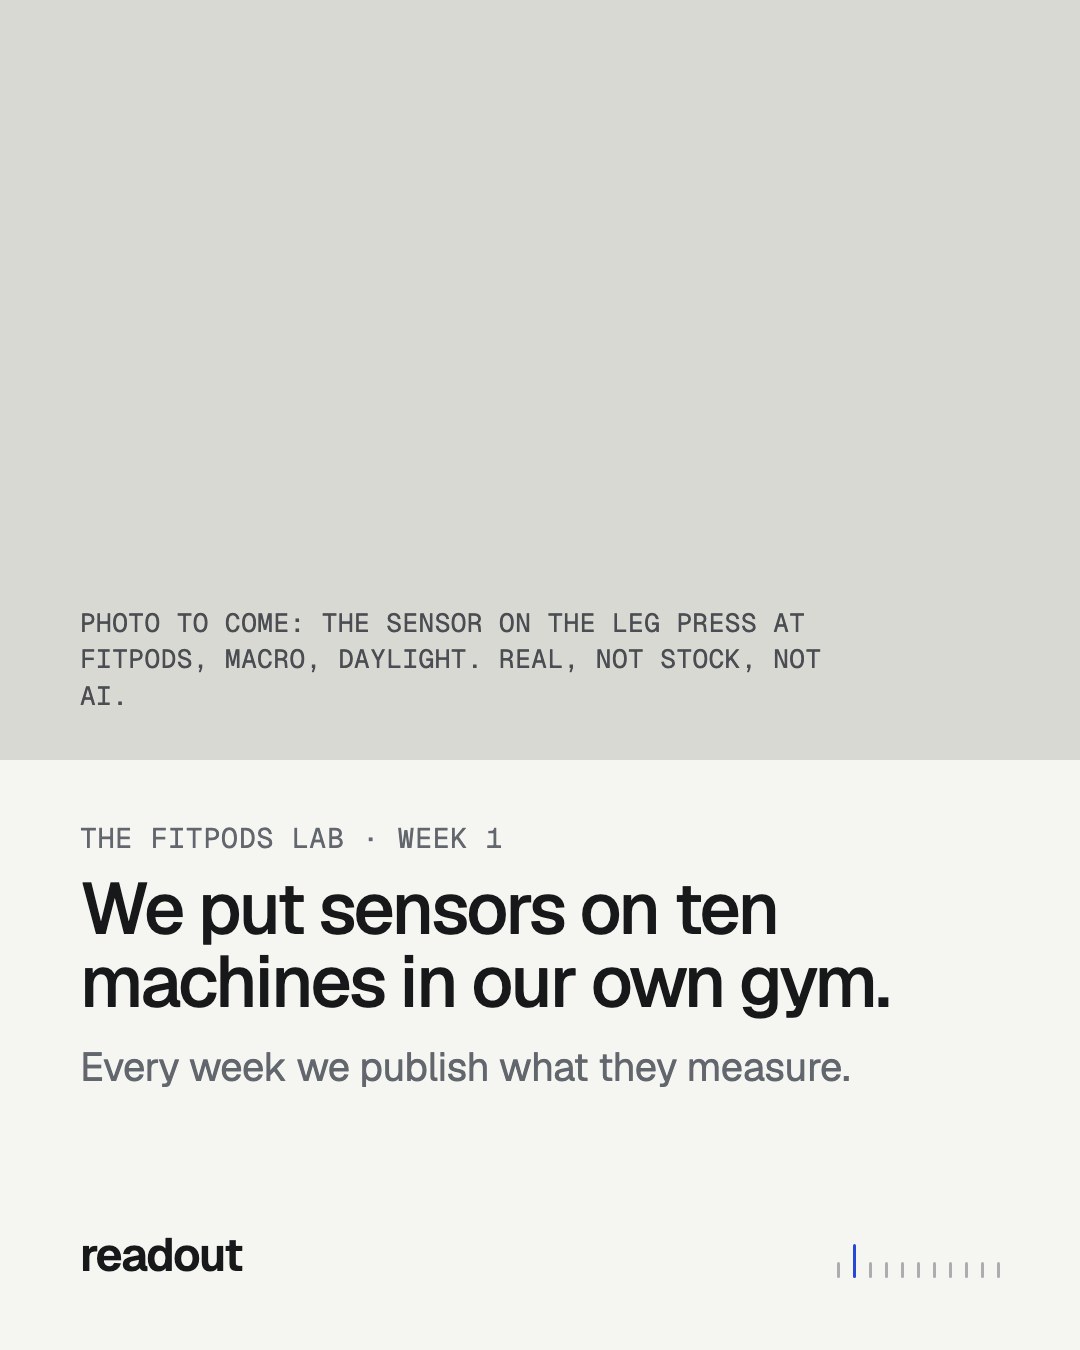 PHOTO TO COME: THE SENSOR ON THE LEG PRESS AT
FITPODS, MACRO, DAYLIGHT. REAL, NOT STOCK, NOT
AI.
THE FITPODS LAB · WEEK 1
We put sensors on ten
machines in our own gym.
Every week we publish what they measure.
readout